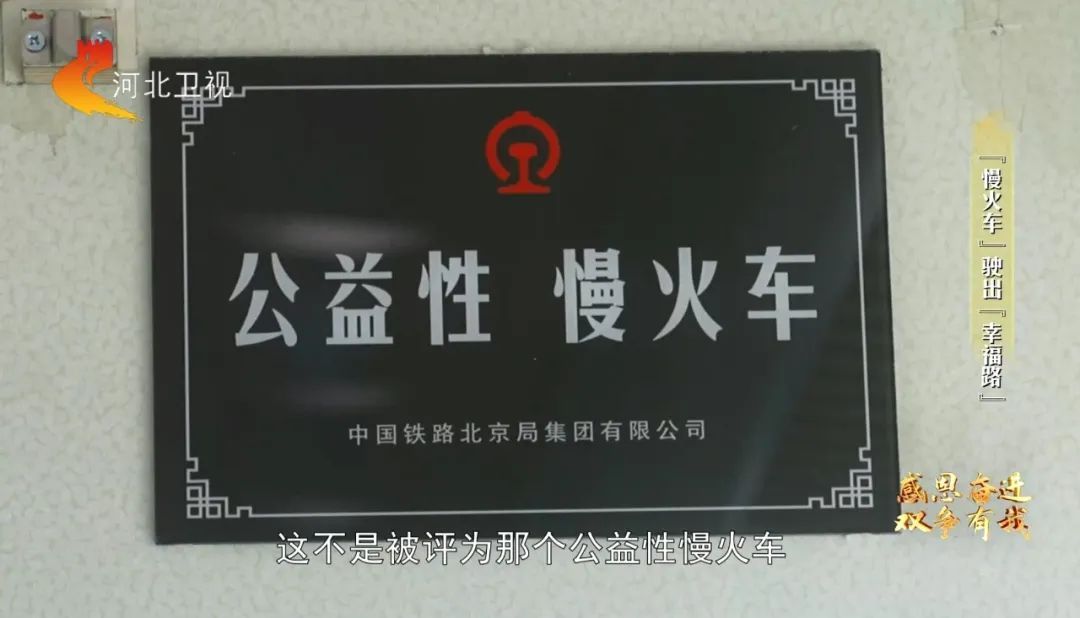 河北卫视
公益性 慢火车
中国铁路北京局集团有限公司
『慢火车』驶出『幸福路』
感恩奋进
双争有我
这不是被评为那个公益性慢火车